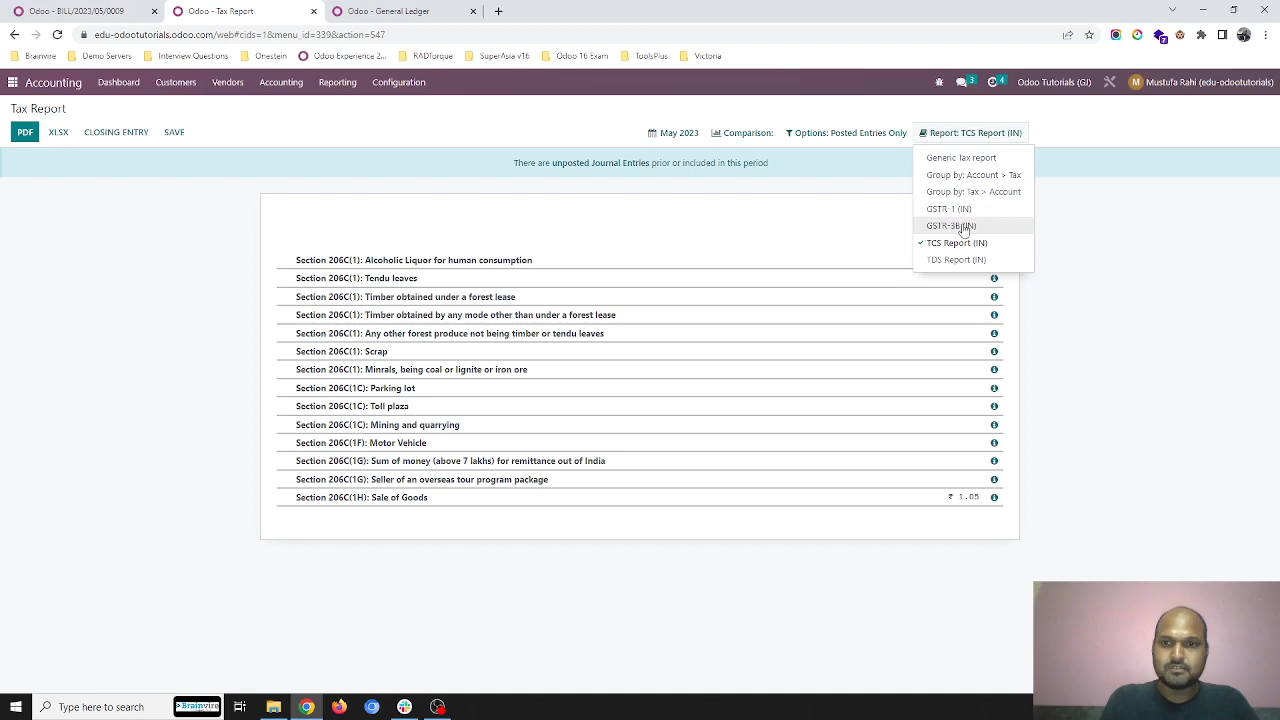 Odoo - BILL/2023/05/0009
Odoo - Tax Report
Odoo - General Ledger
edu-odootutorials.odoo.com/web#cids=1&menu_id=339&action=547
Brainvire
Demo Servers
Interview Questions
Onestein
Odoo Experience 2...
RADTorque
SuperAsia v16
Odoo 16 Exam
ToolsPlus
Victoria
Accounting
Dashboard
Customers
Vendors
Accounting
Reporting
Configuration
3
4
Odoo Tutorials (GJ)
M
Mustufa Rahi (edu-odootutorials)
Tax Report
PDF
XLSX
CLOSING ENTRY
SAVE
May 2023
Comparison:
Options: Posted Entries Only
Report: TCS Report (IN)
There are unposted Journal Entries prior or included in this period
Generic Tax report
Group by: Account > Tax
Group by: Tax > Account
GSTR-1 (IN)
GSTR-3B(IN)
TCS Report (IN)
TDS Report (IN)
Section 206C(1): Alcoholic Liquor for human consumption
Section 206C(1): Tendu leaves
Section 206C(1): Timber obtained under a forest lease
Section 206C(1): Timber obtained by any mode other than under a forest lease
Section 206C(1): Any other forest produce not being timber or tendu leaves
Section 206C(1): Scrap
Section 206C(1): Minrals, being coal or lignite or iron ore
Section 206C(1C): Parking lot
Section 206C(1C): Toll plaza
Section 206C(1C): Mining and quarrying
Section 206C(1F): Motor Vehicle
Section 206C(1G): Sum of money (above 7 lakhs) for remittance out of India
Section 206C(1G): Seller of an overseas tour program package
Section 206C(1H): Sale of Goods
₹ 1.05
Type here to search
Brainvire